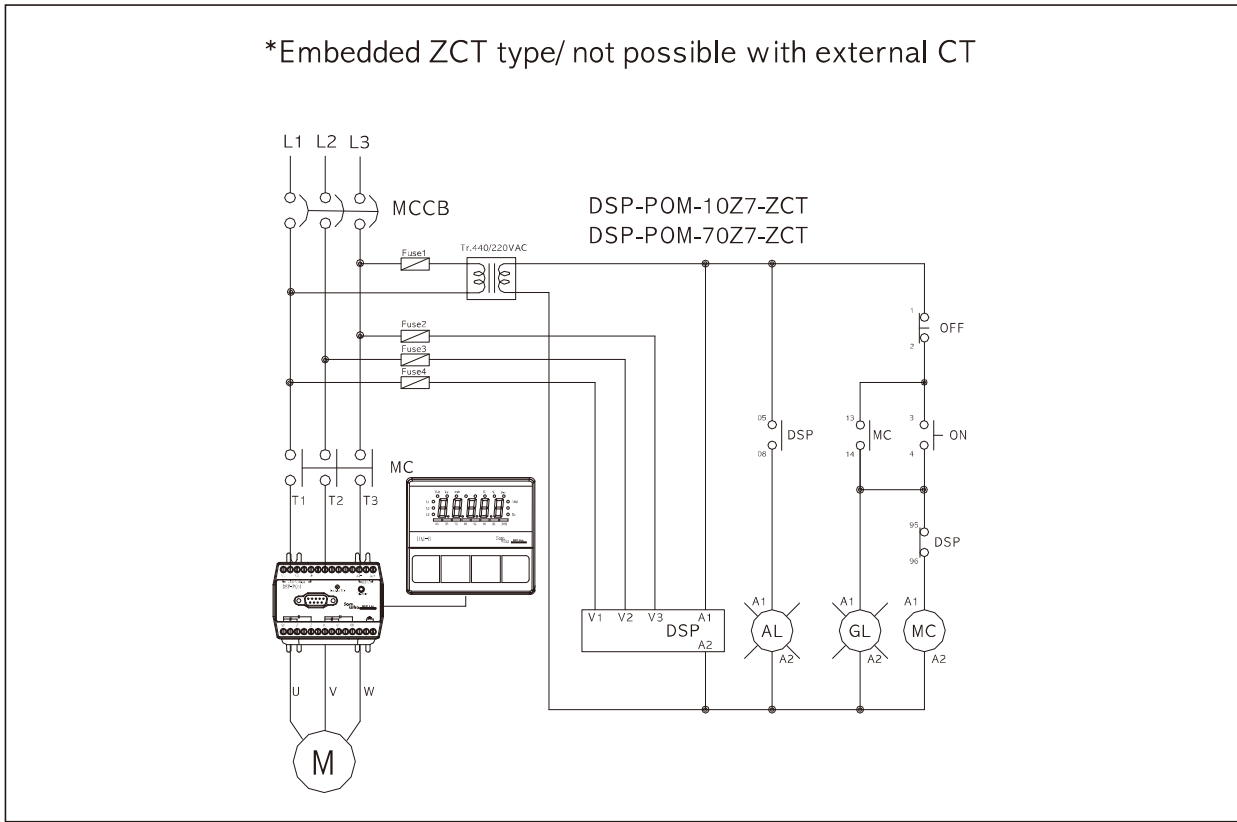 *Embedded ZCT type/ not possible with external CT
L1 L2 L3
MCCB
DSP-POM-10Z7-ZCT
DSP-POM-70Z7-ZCT
Fuse1
Tr.440/220VAC
1
OFF
2
Fuse2
Fuse3
Fuse4
05
DSP
08
13
MC
14
3
ON
4
MC
T1 T2 T3
95
DSP
96
DSP-POM
V1 V2 V3 A1
DSP
A2
A1
AL
A2
A1
GL
A2
A1
MC
A2
U V W
M